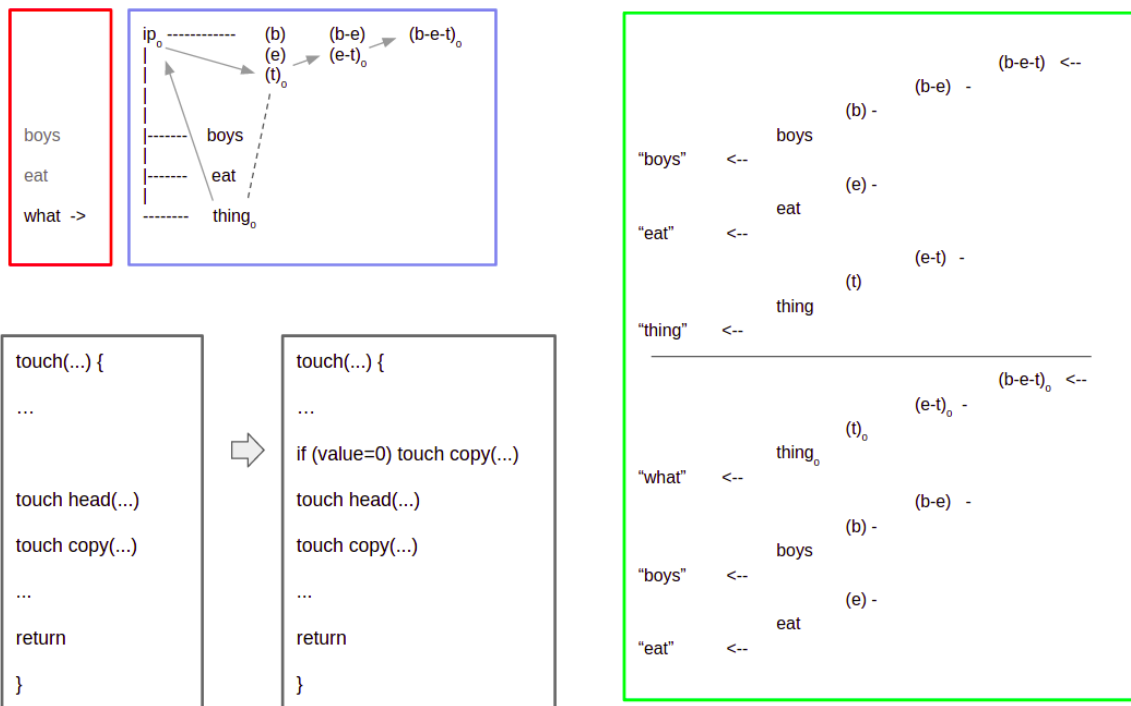 boys
eat
what ->
ip₀ ------------ (b) (b-e) (b-e-t)₀
(e) (e-t)₀
(t)₀
|------- boys
|------- eat
-------- thing₀
touch(...) {
…
touch head(...)
touch copy(...)
...
return
}
touch(...) {
…
if (value=0) touch copy(...)
touch head(...)
touch copy(...)
...
return
}
(b-e-t) <--
(b-e) -
(b) -
boys
“boys” <--
(e) -
eat
“eat” <--
(e-t) -
(t)
thing
“thing” <--
(b-e-t)₀ <--
(e-t)₀ -
(t)₀
thing₀
“what” <--
(b-e) -
(b) -
boys
“boys” <--
(e) -
eat
“eat” <--